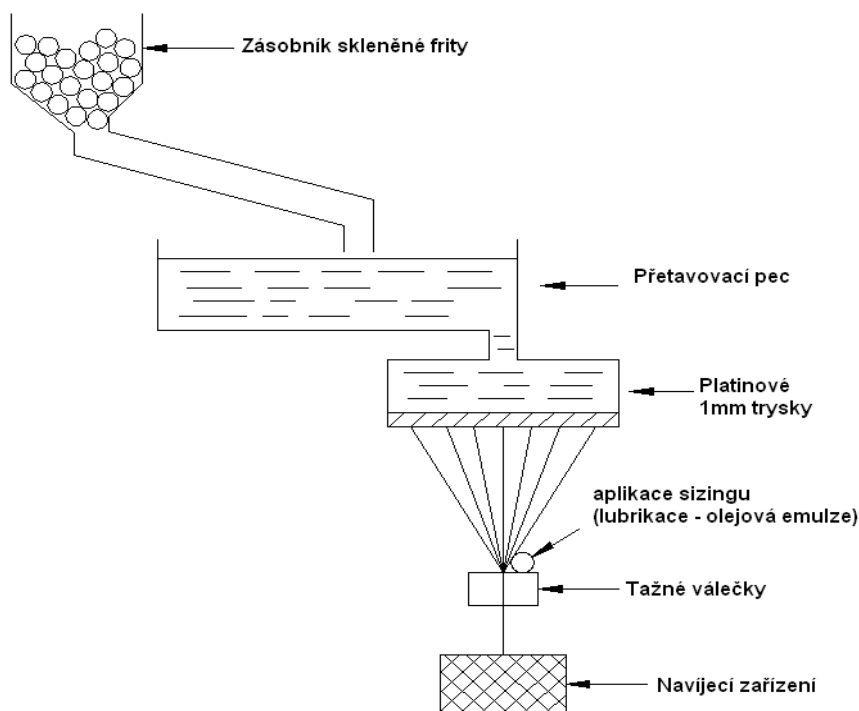 Zásobník skleněné frity
Přetavovací pec
Platinové
1mm trysky
aplikace sizingu
(lubrikace - olejová emulze)
Tažné válečky
Navíjecí zařízení